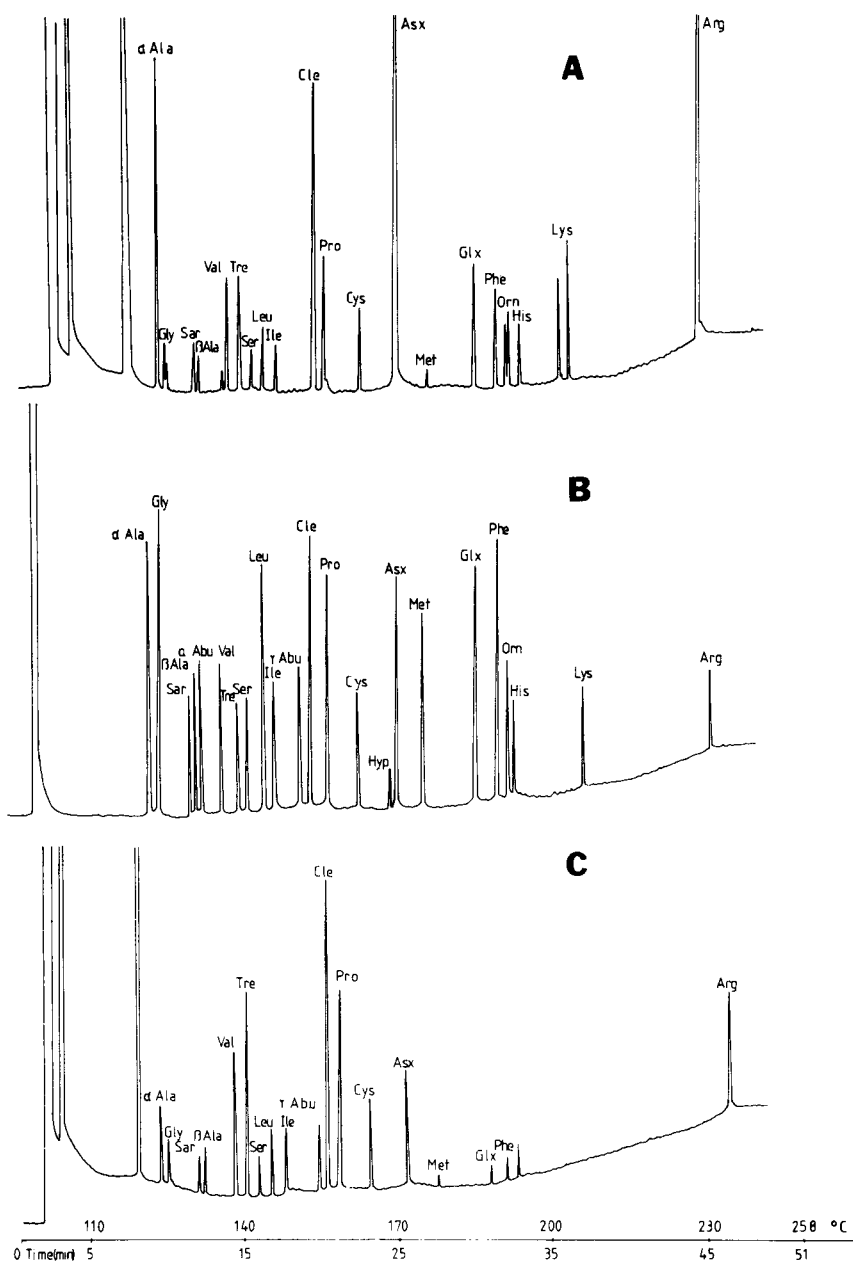 α Ala
Asx
Arg
A
Cle
Lys
Pro
Glx
Val Tre
Phe
Cys
Orn
Leu
His
Gly Sar
Ile
βAla
Ser
Met
B
Gly
Cle
Phe
α Ala
Leu
Pro
Asx
Glx
Met
α Abu Val
γ Abu
Orn
Arg
βAla
Ile
Lys
Sar
Tre
Ser
Cys
His
Hyp
C
Cle
Tre
Pro
Arg
Val
Asx
α Ala
γ Abu
Cys
Gly
βAla
Leu
Ile
Sar
Ser
Glx
Phe
Met
110 140 170 200 230 258 °C
0 Time(min) 5 15 25 35 45 51